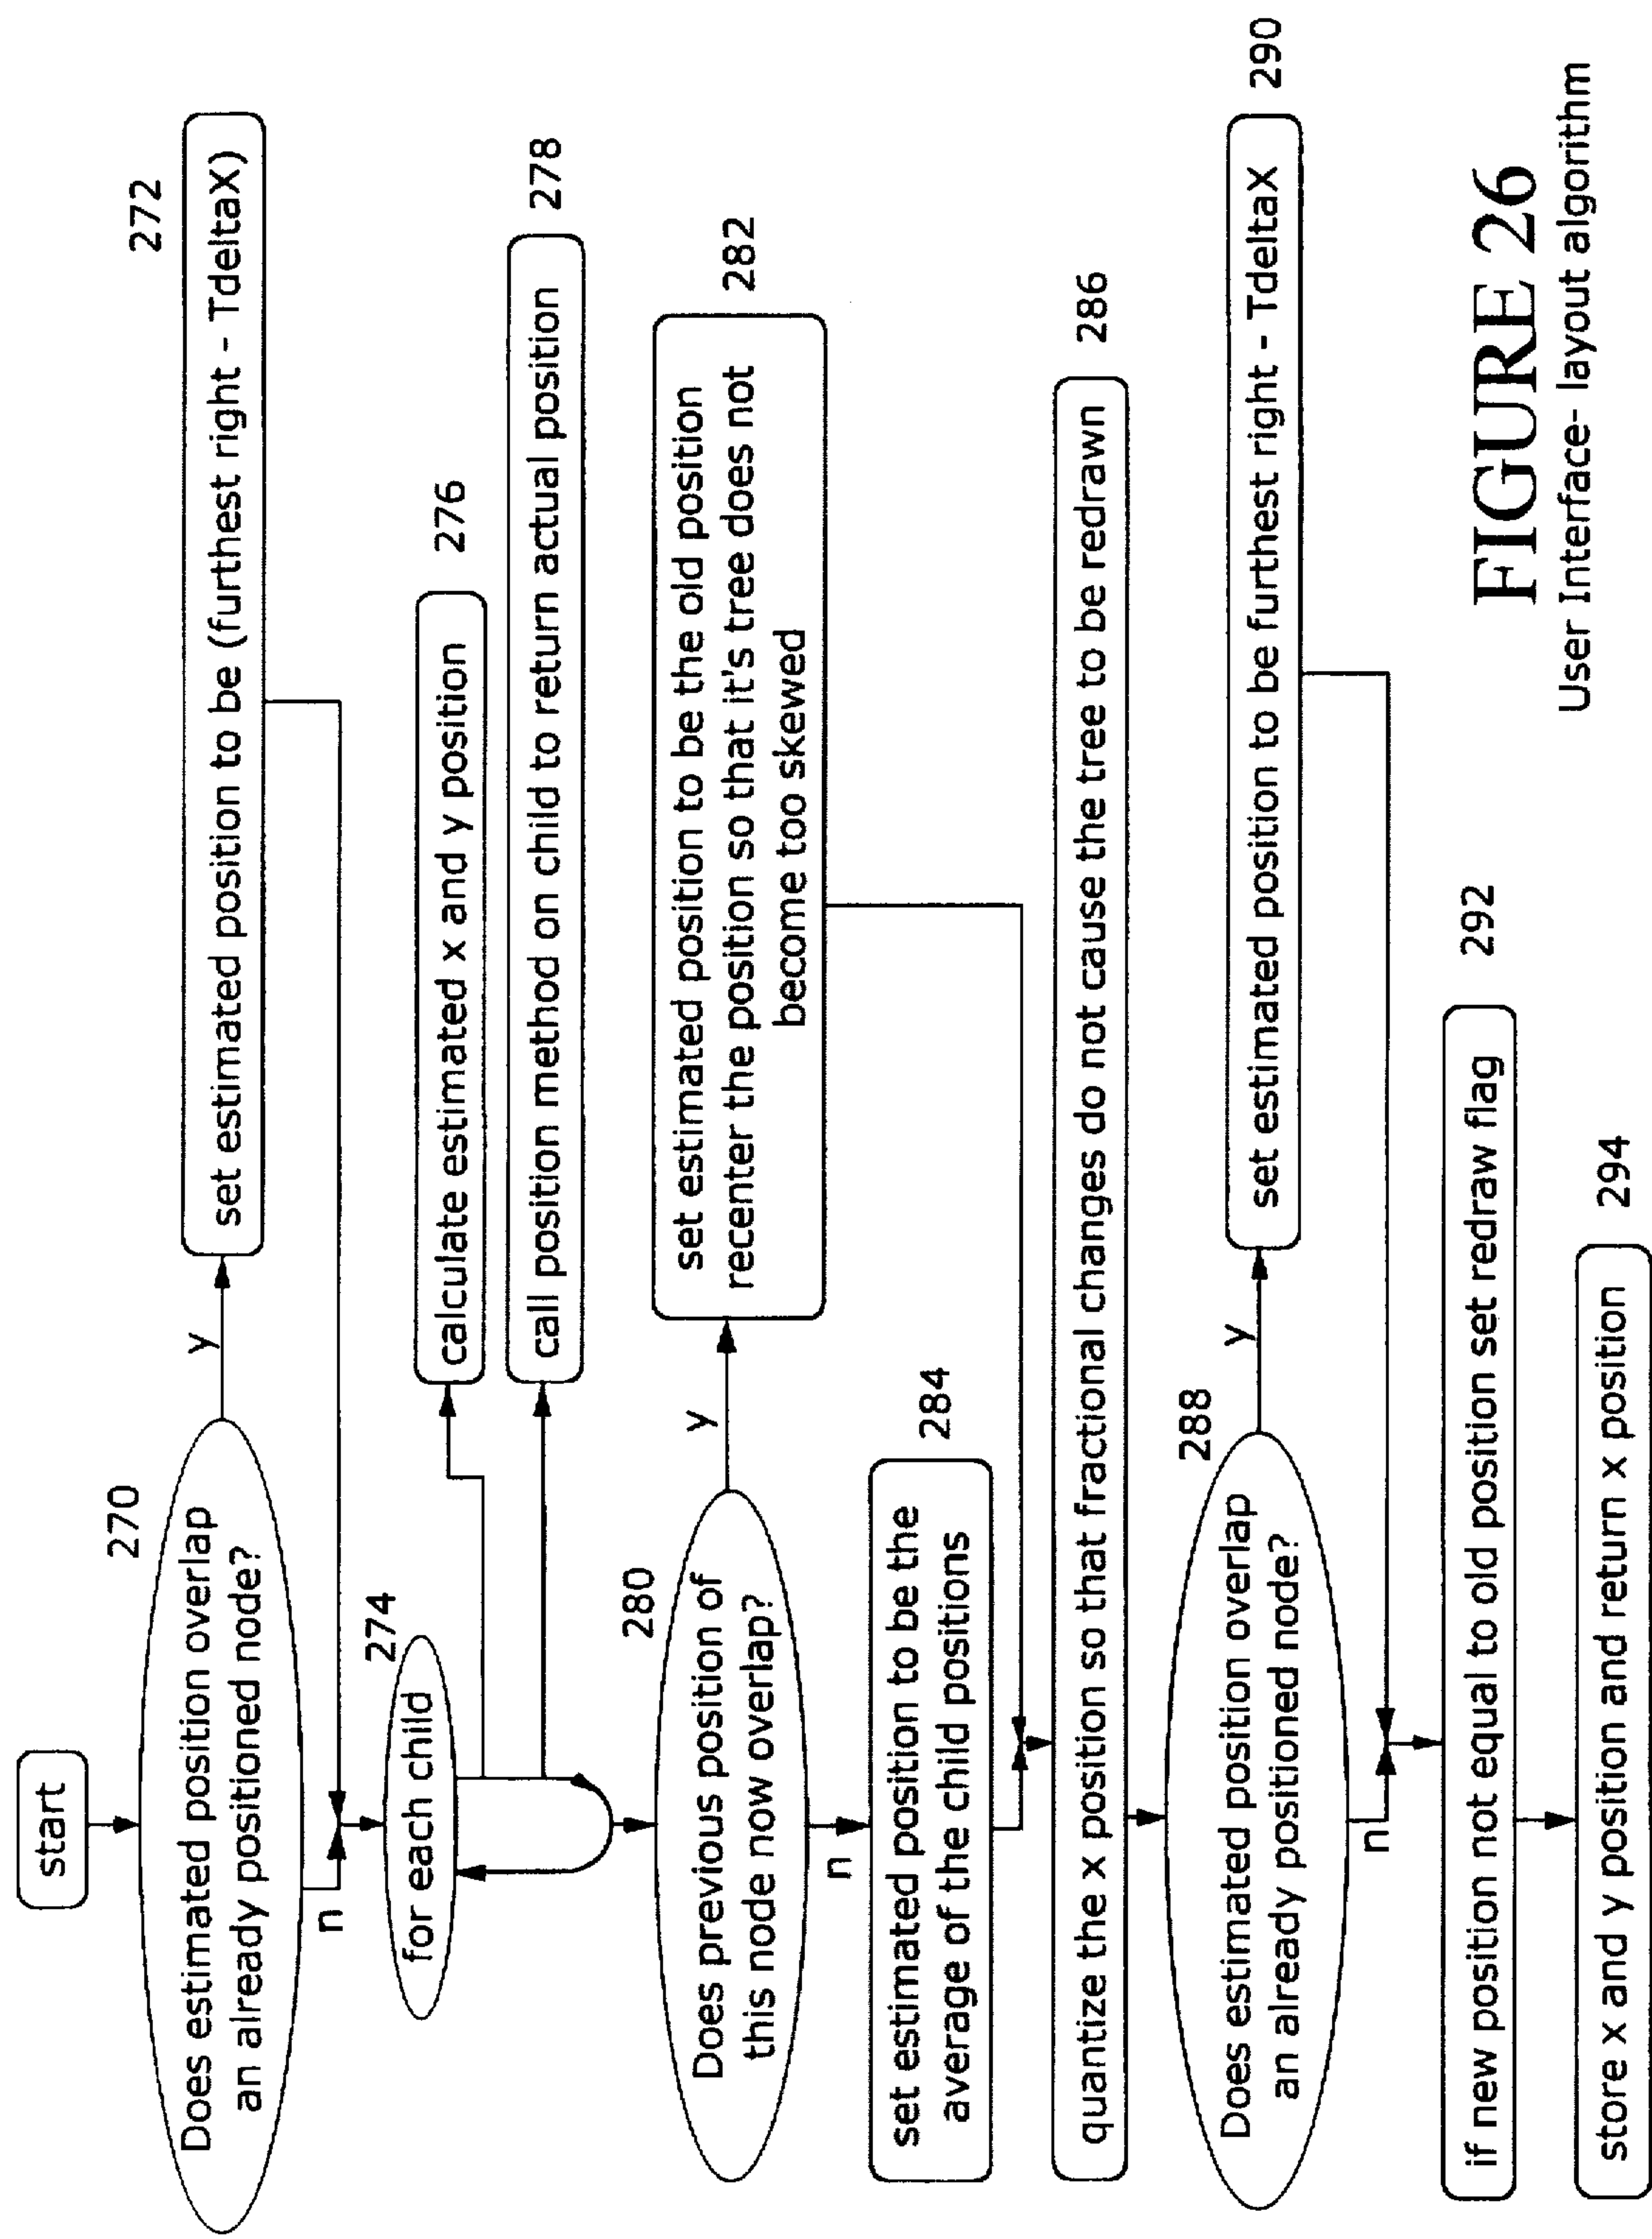 start
270
Does estimated position overlap
an already positioned node?
y
272
set estimated position to be (furthest right - TdeltaX)
n
274
for each child
276
calculate estimated x and y position
278
call position method on child to return actual position
280
Does previous position of
this node now overlap?
y
282
set estimated position to be the old position
recenter the position so that it's tree does not
become too skewed
n
284
set estimated position to be the
average of the child positions
286
quantize the x position so that fractional changes do not cause the tree to be redrawn
288
Does estimated position overlap
an already positioned node?
y
290
set estimated position to be furthest right - TdeltaX
n
292
if new position not equal to old position set redraw flag
294
store x and y position and return x position
FIGURE 26
User Interface- layout algorithm